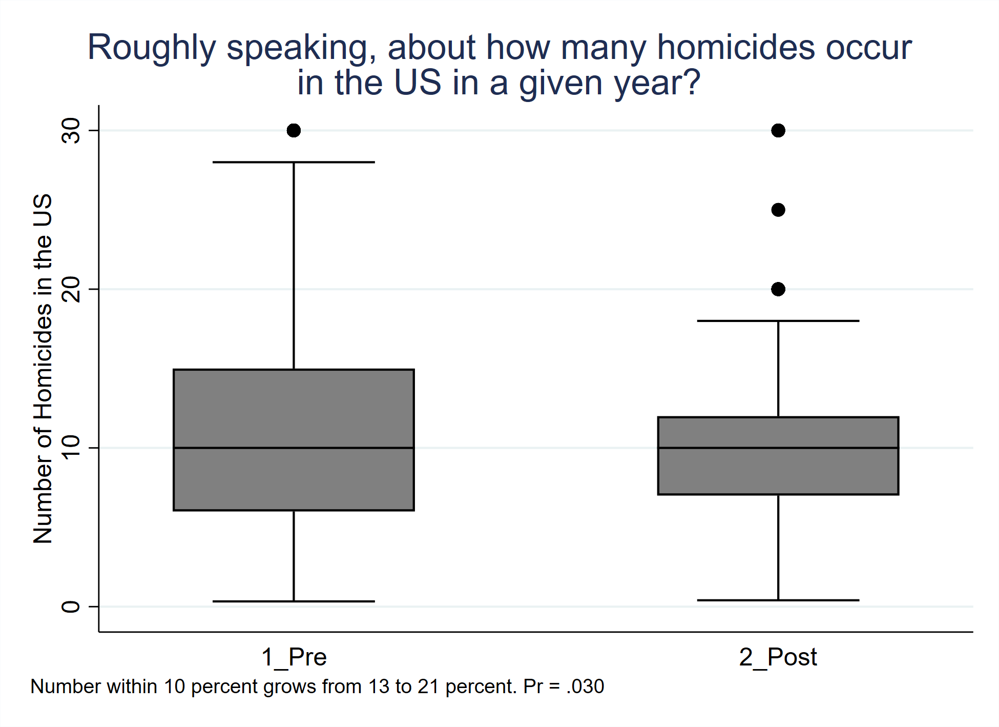 Roughly speaking, about how many homicides occur
in the US in a given year?
Number of Homicides in the US
30
20
10
0
1_Pre
2_Post
Number within 10 percent grows from 13 to 21 percent. Pr = .030